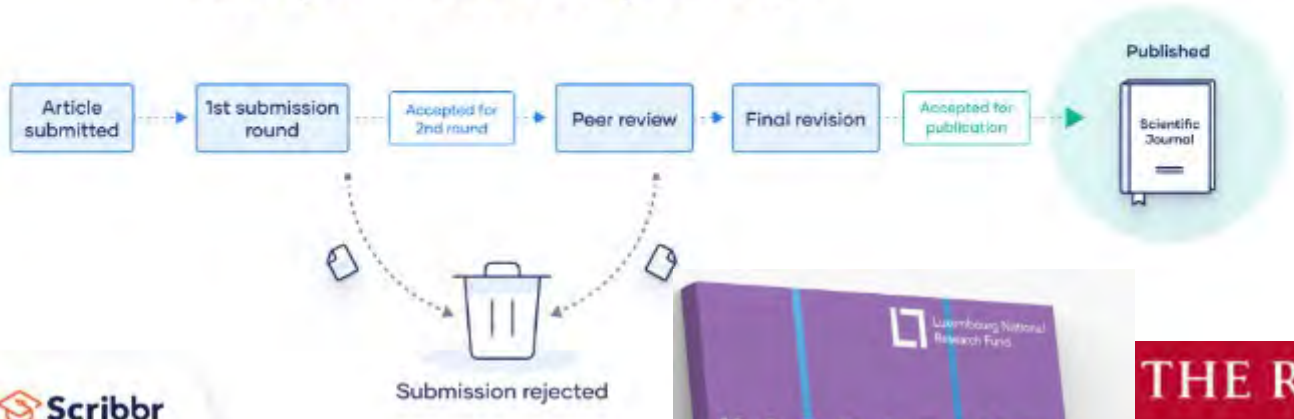 Published
Article
submitted
1st submission
round
Accepted for
2nd round
Peer review
Final revision
Accepted for
publication
Scientific
Journal
Submission rejected
Scribbr
Luxembourg National
Research Fund
THE R